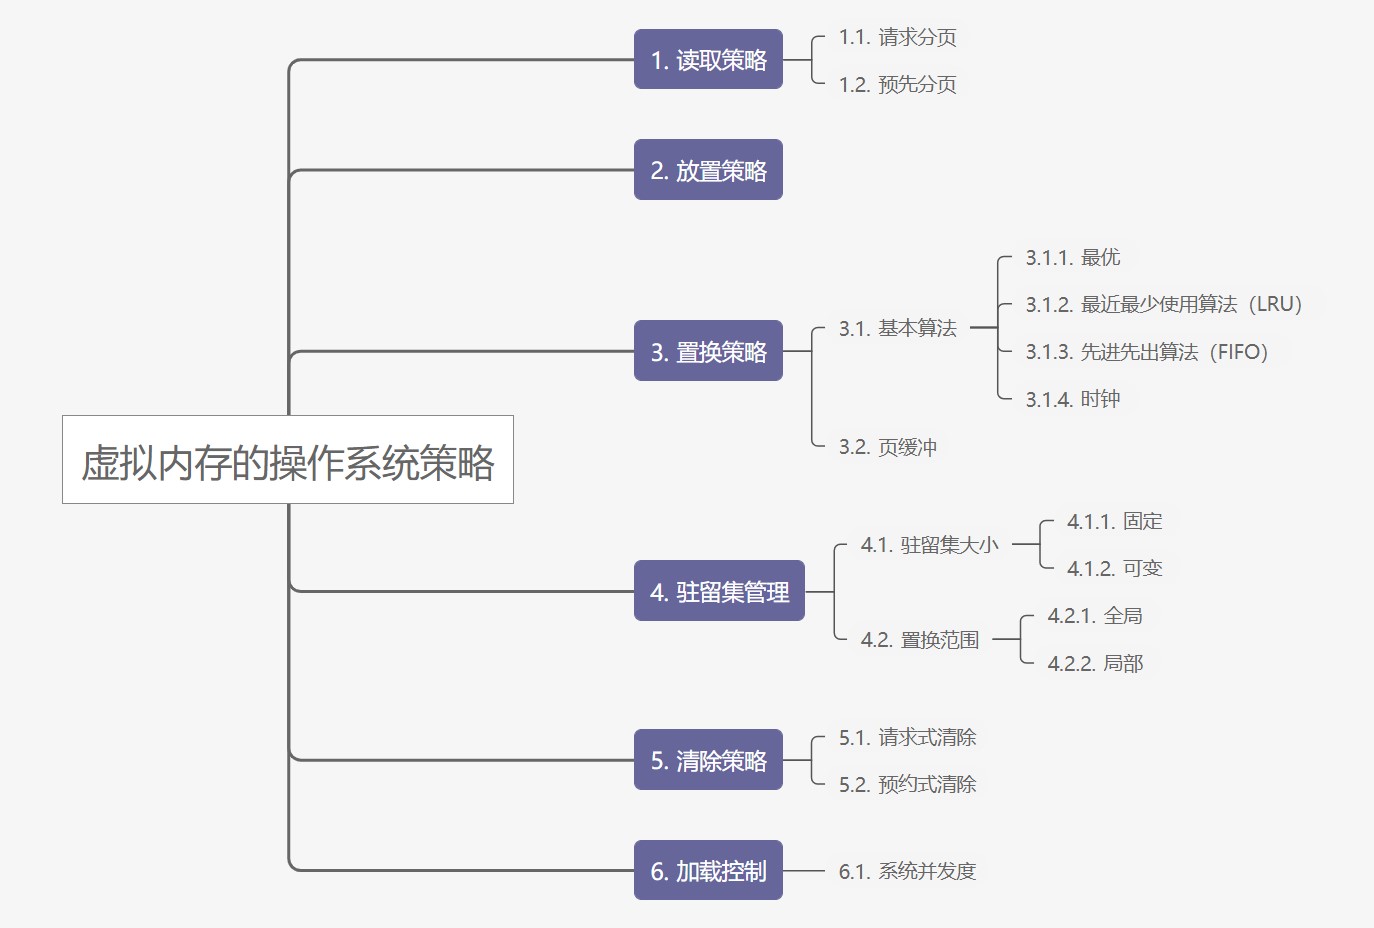 虚拟内存的操作系统策略
1. 读取策略
1.1. 请求分页
1.2. 预先分页
2. 放置策略
3. 置换策略
3.1. 基本算法
3.1.1. 最优
3.1.2. 最近最少使用算法（LRU）
3.1.3. 先进先出算法（FIFO）
3.1.4. 时钟
3.2. 页缓冲
4. 驻留集管理
4.1. 驻留集大小
4.1.1. 固定
4.1.2. 可变
4.2. 置换范围
4.2.1. 全局
4.2.2. 局部
5. 清除策略
5.1. 请求式清除
5.2. 预约式清除
6. 加载控制
6.1. 系统并发度